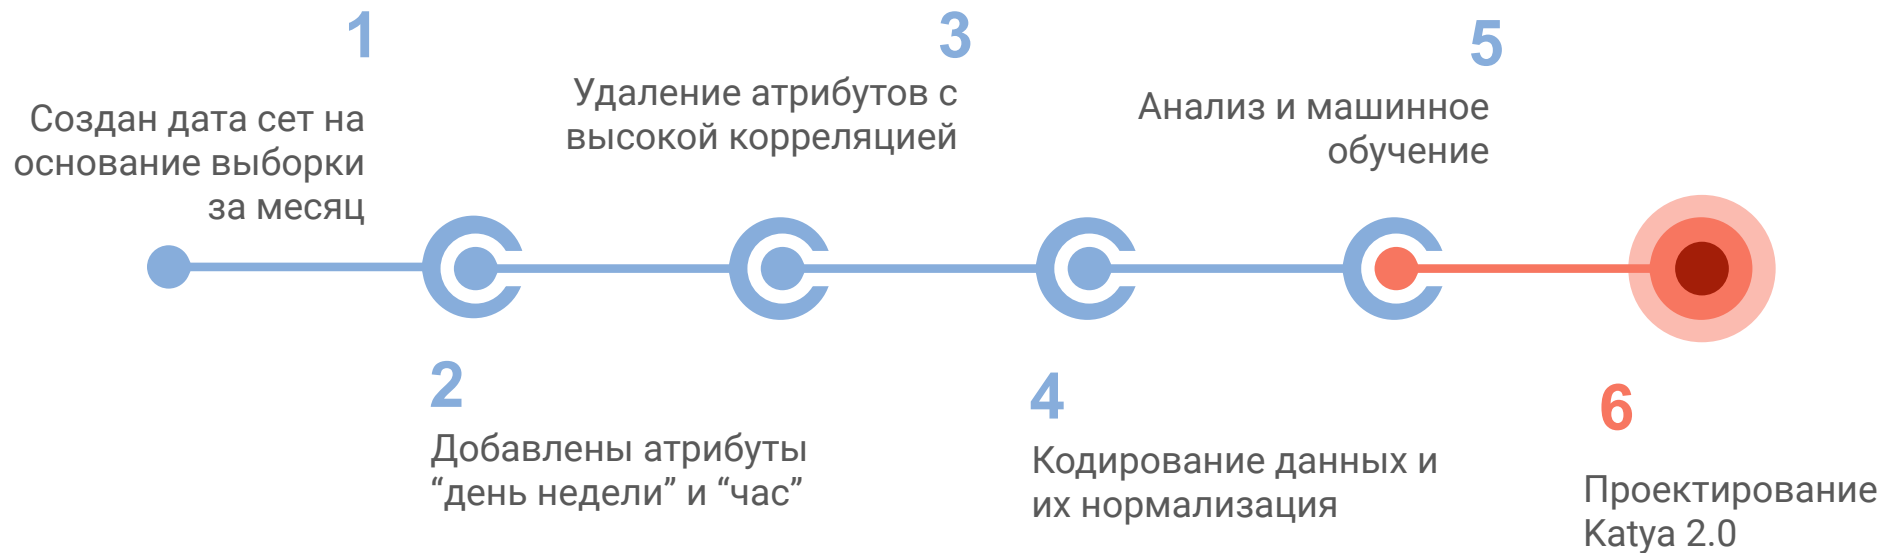 1
Создан дата сет на
основание выборки
за месяц
2
Добавлены атрибуты
“день недели” и “час”
3
Удаление атрибутов с
высокой корреляцией
4
Кодирование данных и
их нормализация
5
Анализ и машинное
обучение
6
Проектирование
Katya 2.0